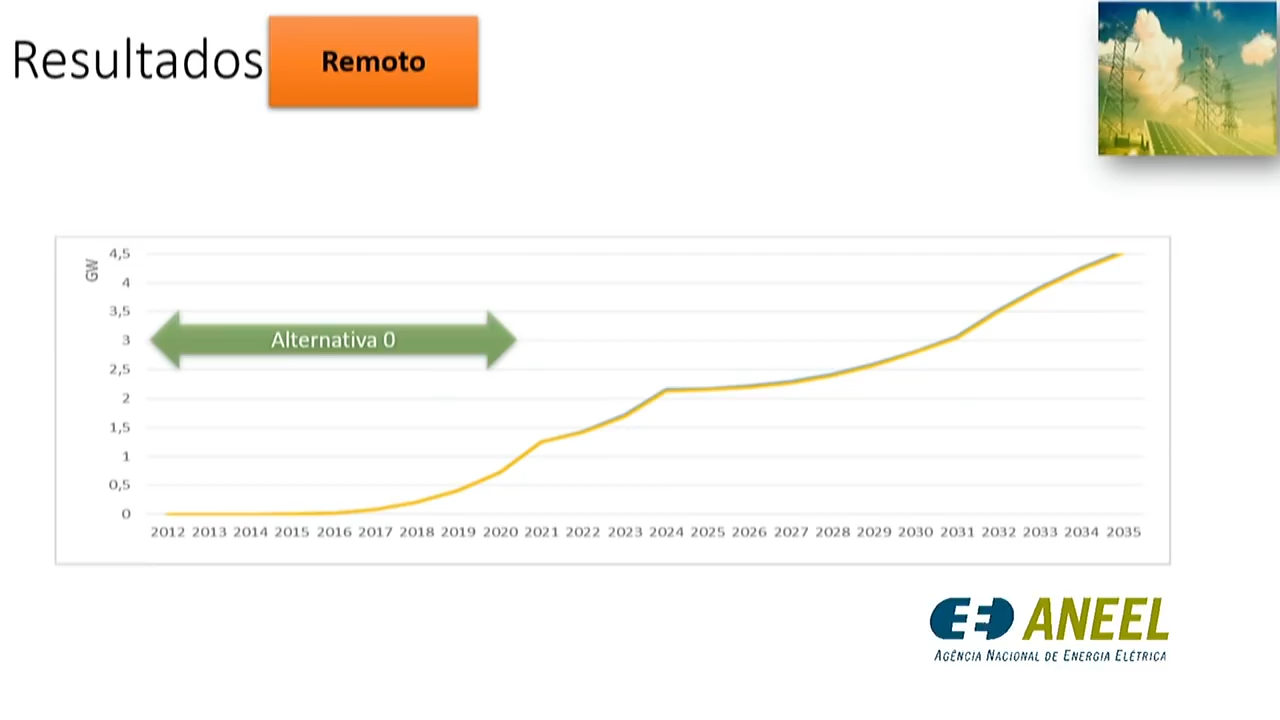 Resultados
Remoto
GW
4,5
4
3,5
3
2,5
2
1,5
1
0,5
0
Alternativa 0
2012 2013 2014 2015 2016 2017 2018 2019 2020 2021 2022 2023 2024 2025 2026 2027 2028 2029 2030 2031 2032 2033 2034 2035
ANEEL
AGÊNCIA NACIONAL DE ENERGIA ELÉTRICA